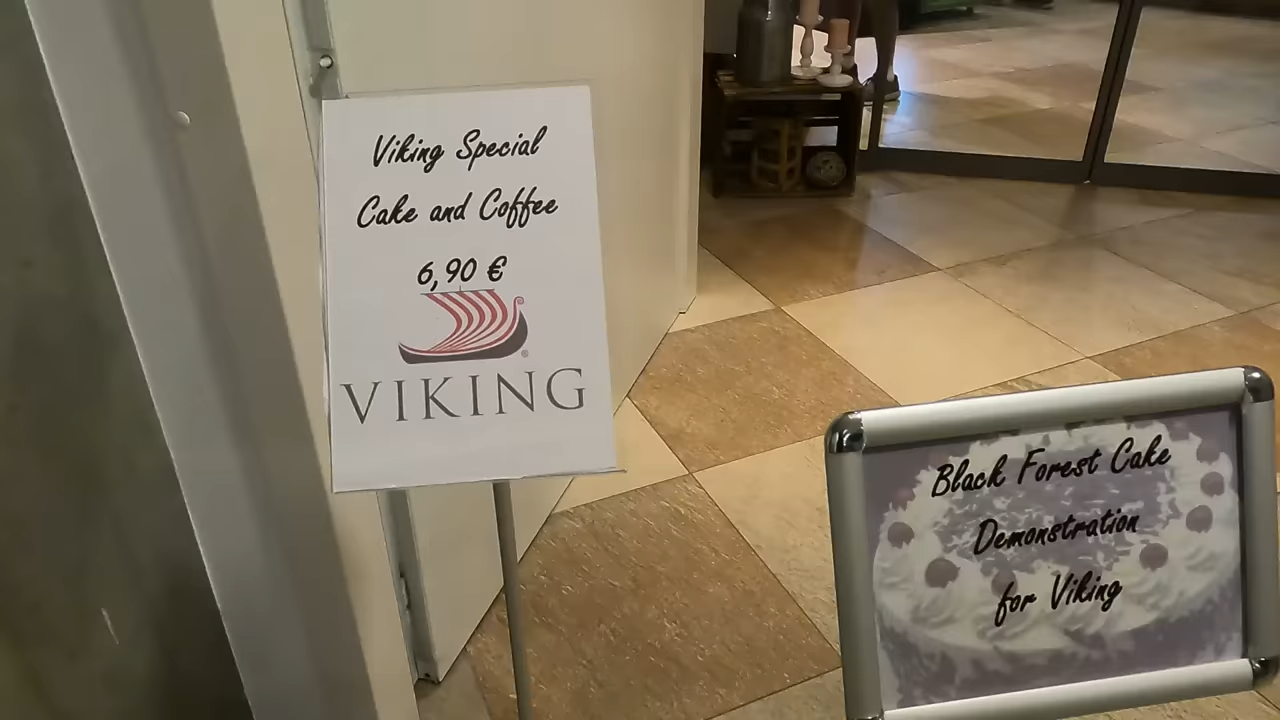 Viking Special
Cake and Coffee
6,90 €
VIKING
Black Forest Cake
Demonstration
for Viking